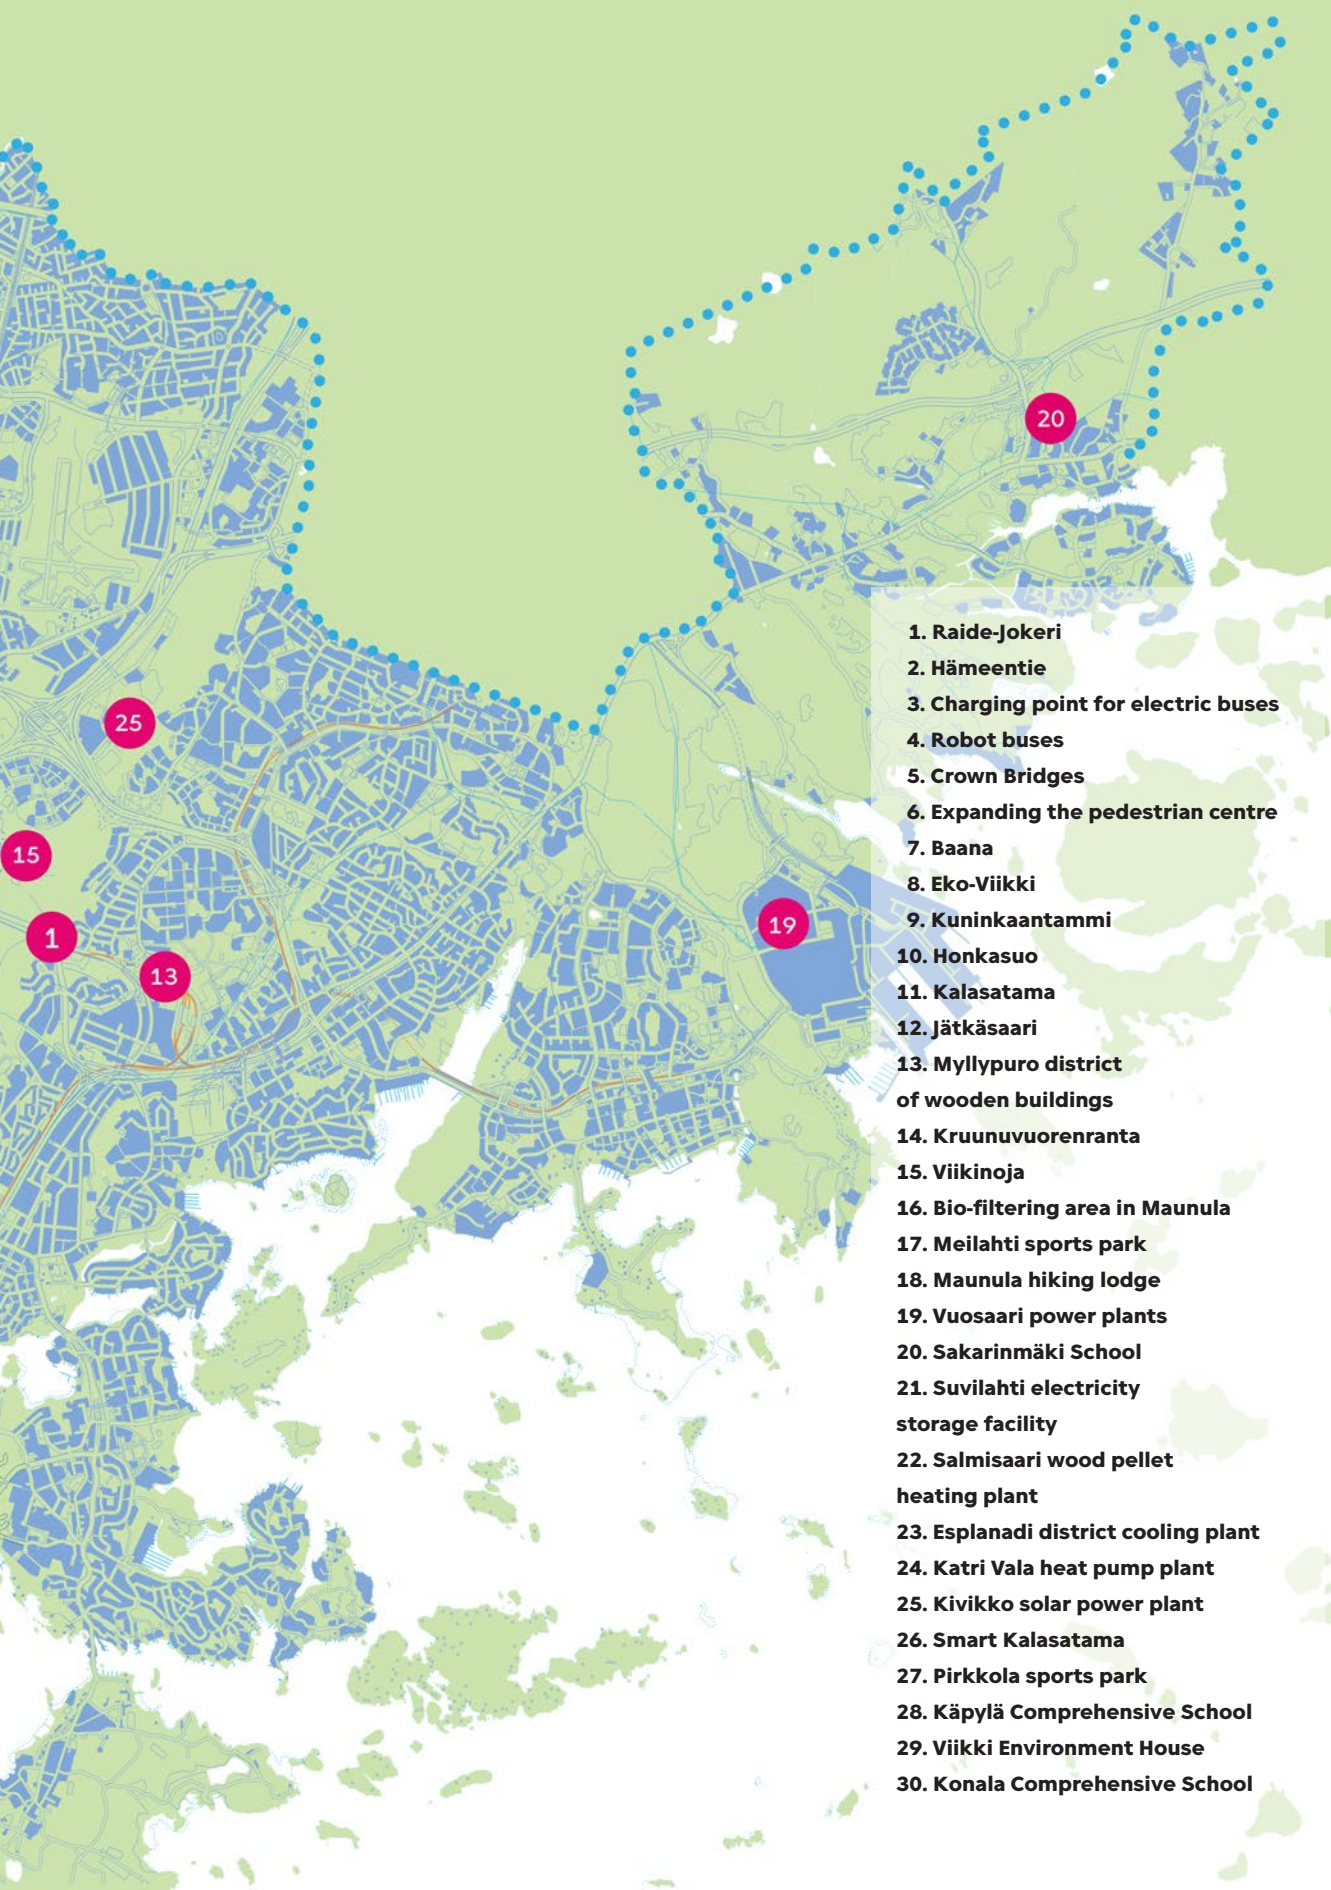 20
25
15
1
19
13
1. Raide-Jokeri
2. Hämeentie
3. Charging point for electric buses
4. Robot buses
5. Crown Bridges
6. Expanding the pedestrian centre
7. Baana
8. Eko-Viikki
9. Kuninkaantammi
10. Honkasuo
11. Kalasatama
12. Jätkäsaari
13. Myllypuro district
of wooden buildings
14. Kruunuvuorenranta
15. Viikinoja
16. Bio-filtering area in Maunula
17. Meilahti sports park
18. Maunula hiking lodge
19. Vuosaari power plants
20. Sakarinmäki School
21. Suvilahti electricity
storage facility
22. Salmisaari wood pellet
heating plant
23. Esplanadi district cooling plant
24. Katri Vala heat pump plant
25. Kivikko solar power plant
26. Smart Kalasatama
27. Pirkkola sports park
28. Käpylä Comprehensive School
29. Viikki Environment House
30. Konala Comprehensive School